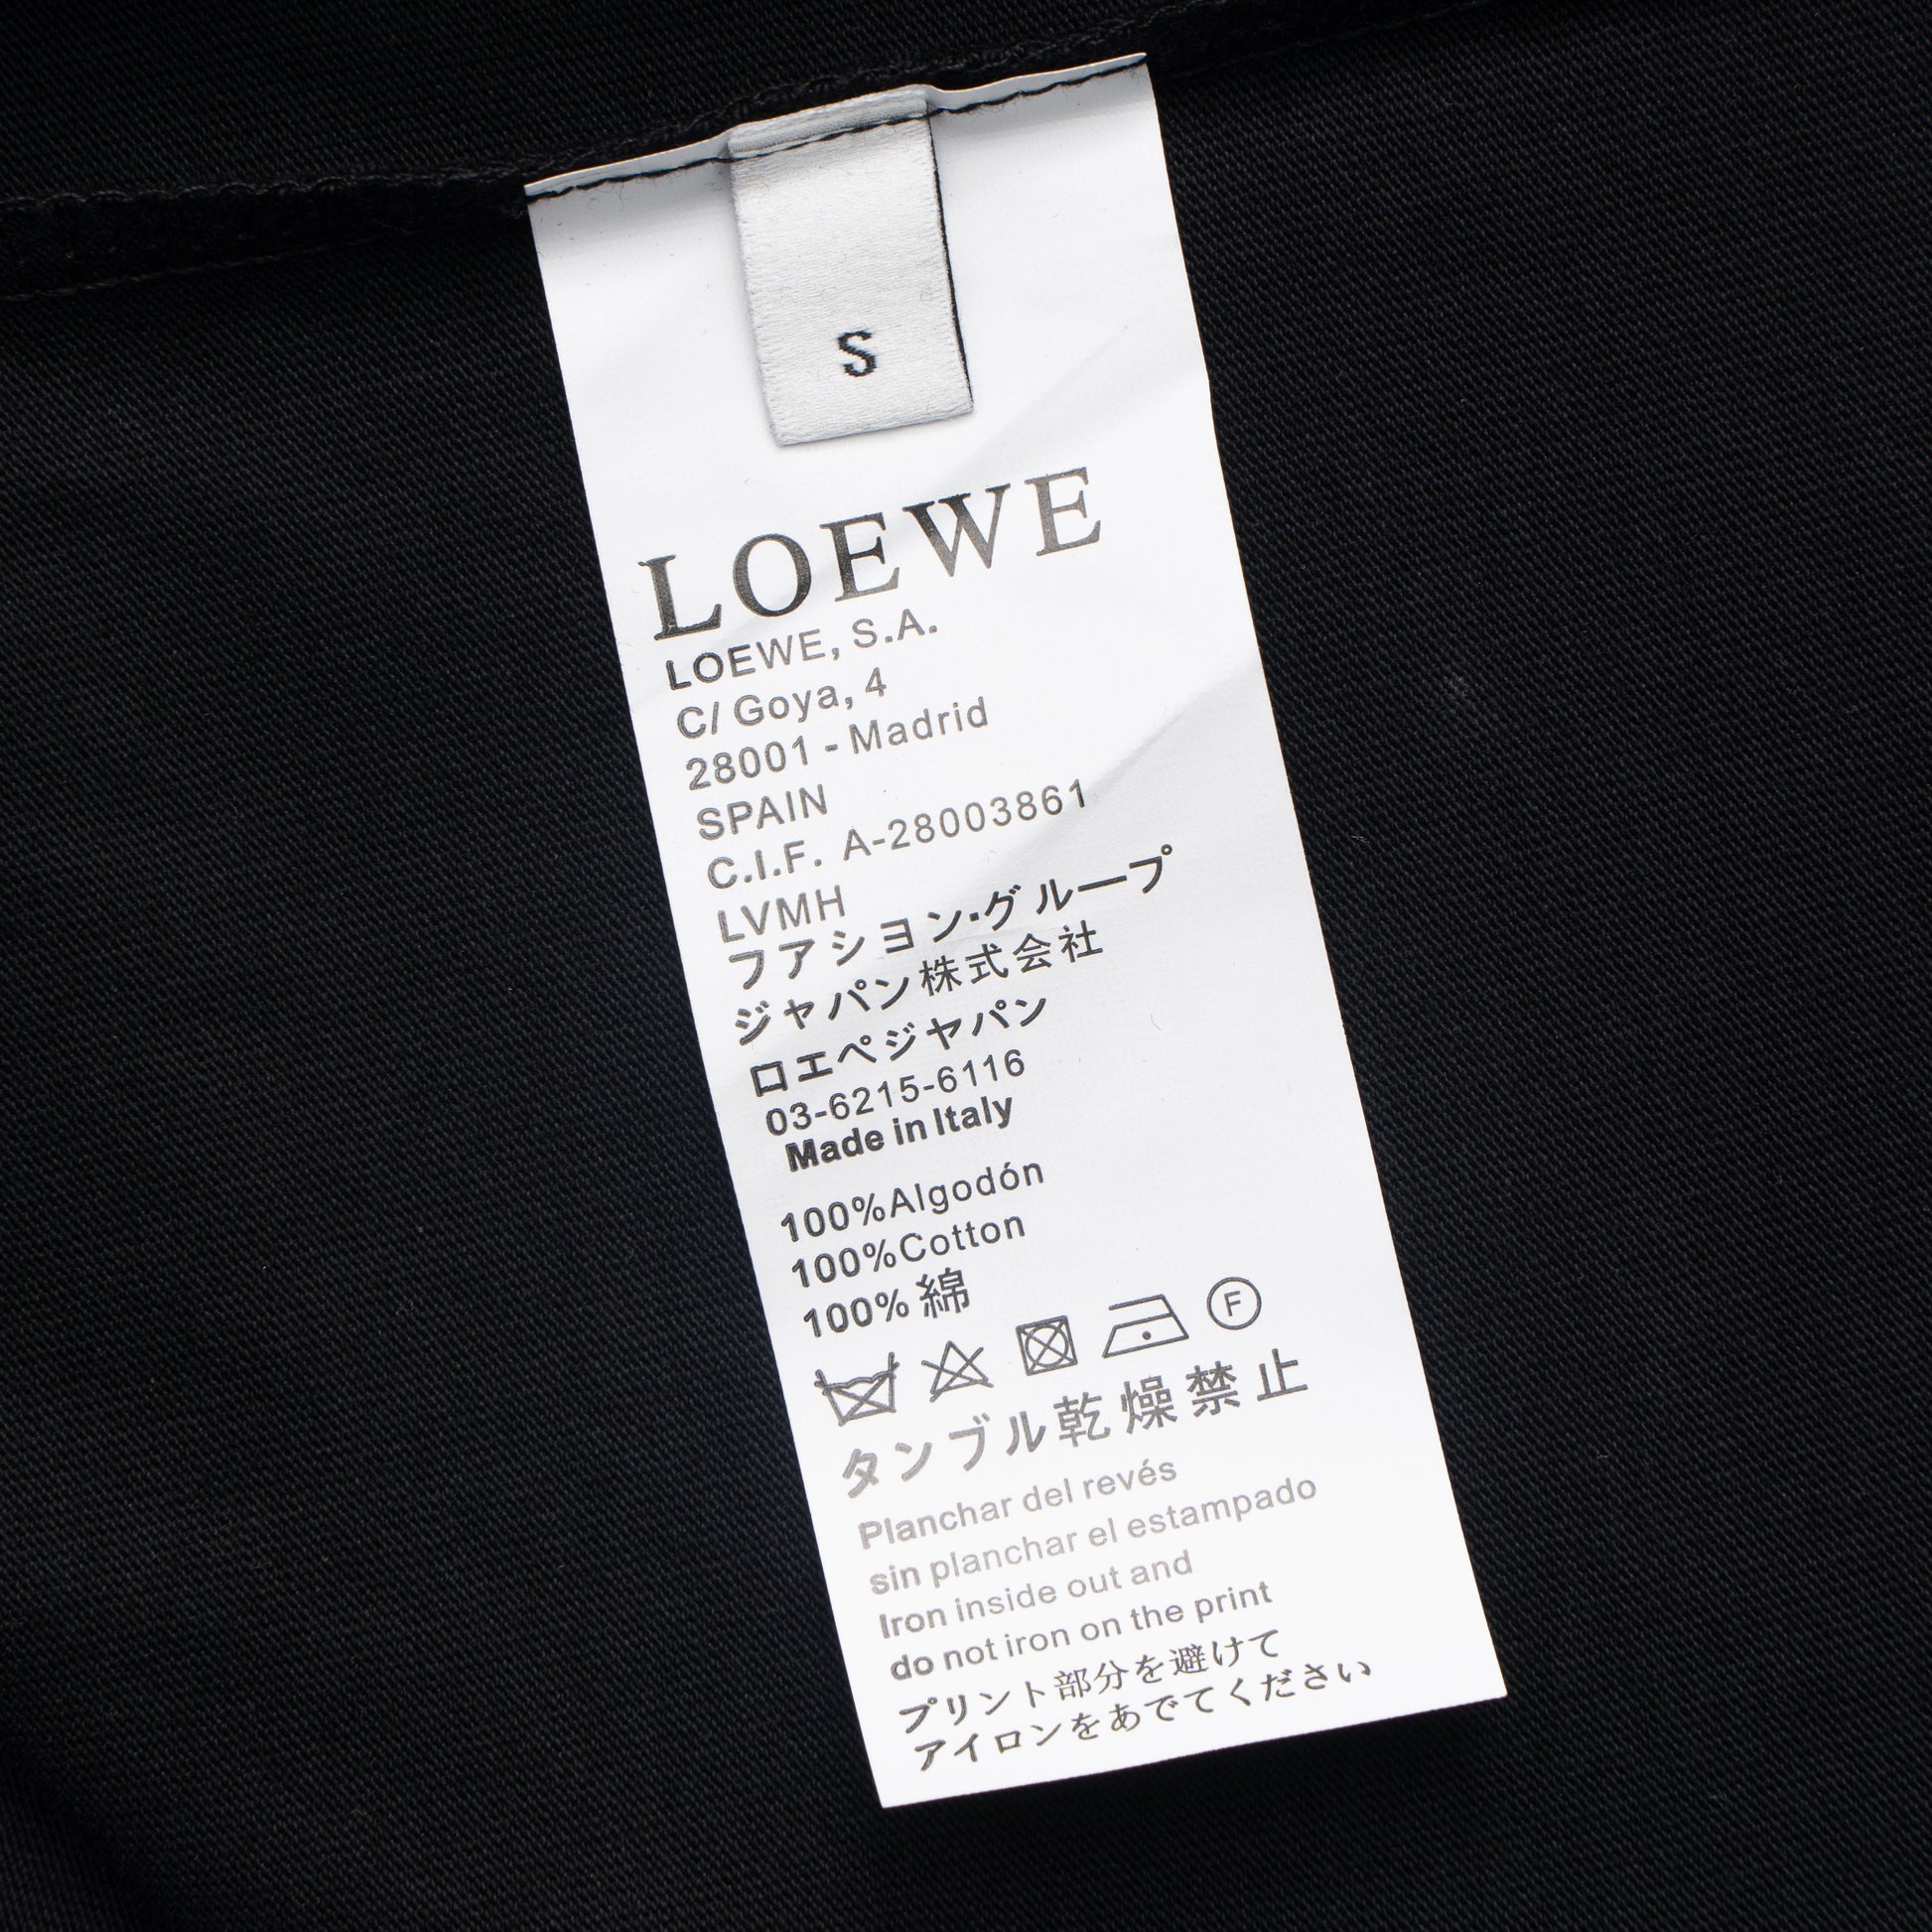 S
LOEWE
LOEWE, S.A.
C/ Goya, 4
28001 - Madrid
SPAIN
C.I.F. A-28003861
LVMH
フアシヨン·グループ
ジャパン株式会社
ロエペジヤパン
03-6215-6116
Made in Italy
100%Algodón
100%Cotton
100% 綿
F
タンブル乾燥禁止
Planchar del revés
sin planchar el estampado
Iron inside out and
do not iron on the print
プリント部分を避けて
アイロンをあでてください